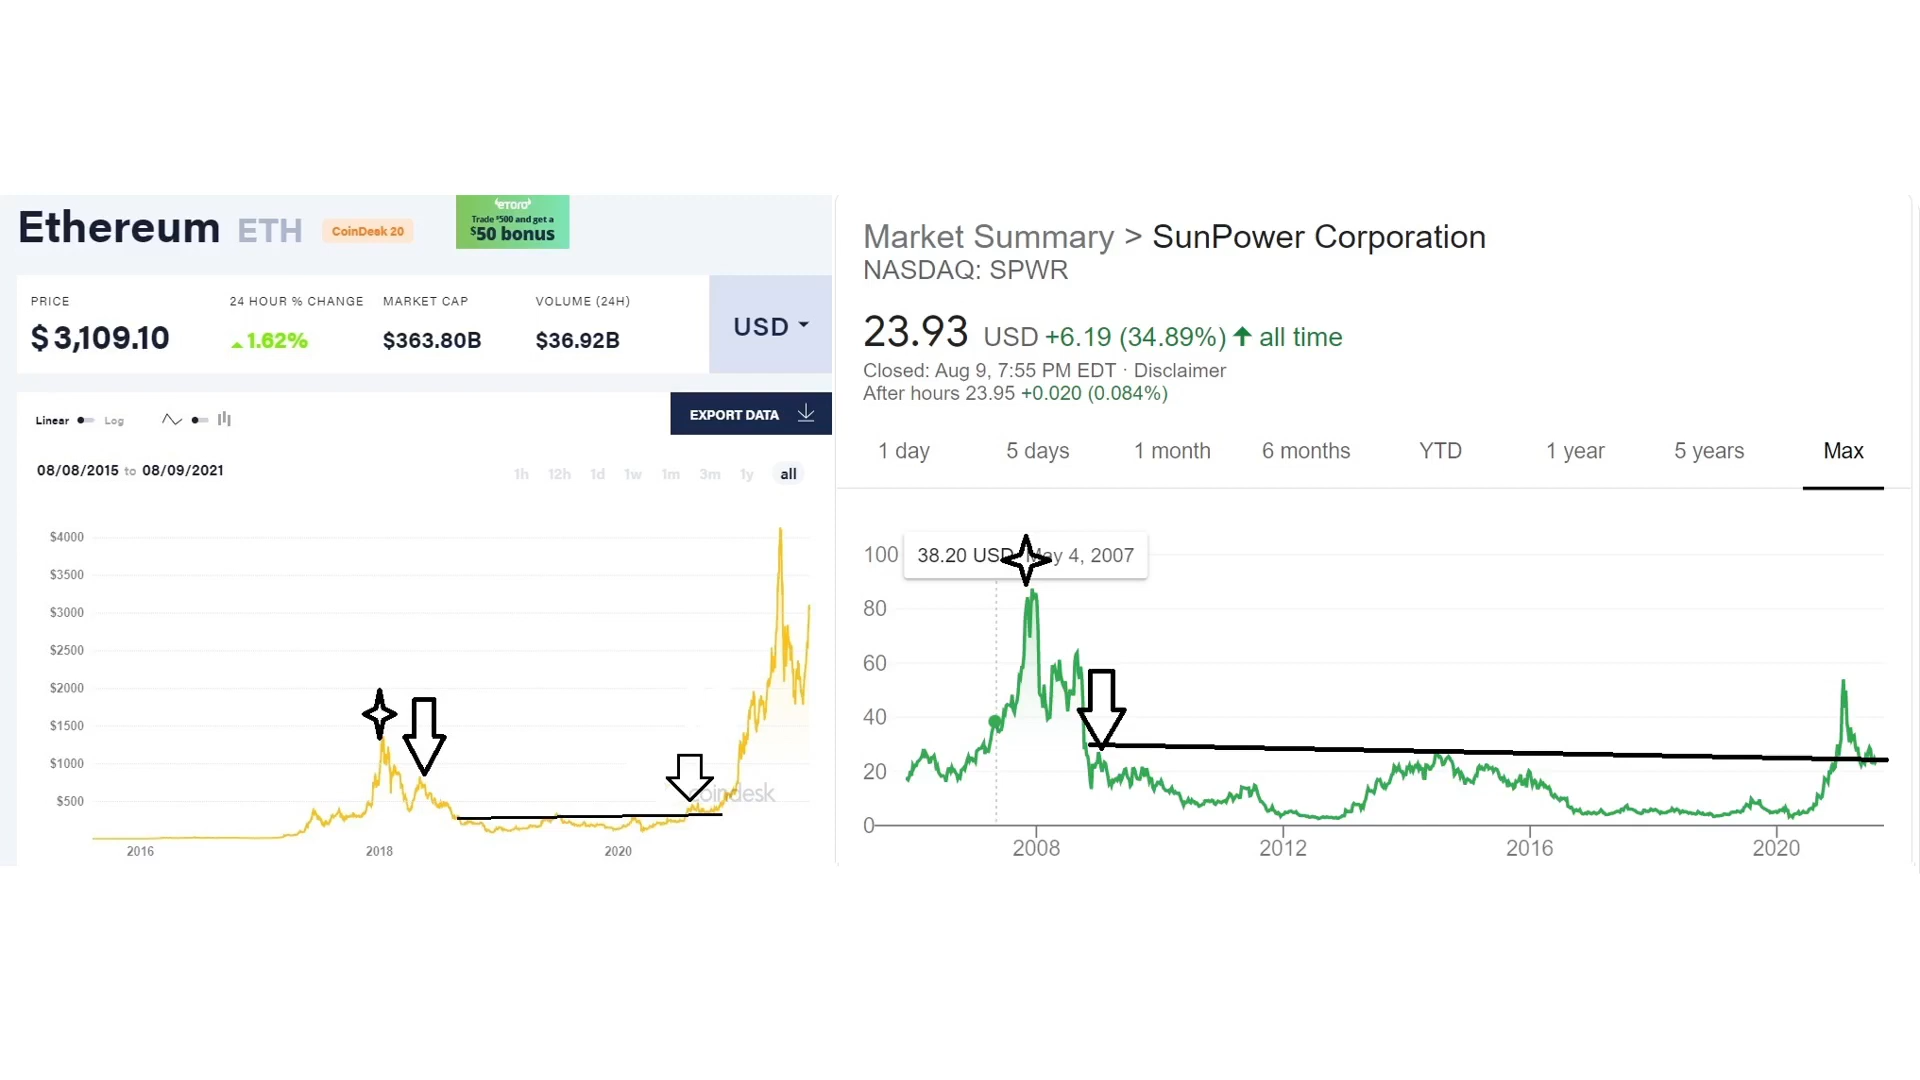 Ethereum ETH CoinDesk 20
eToro
Trade $500 and get a
$50 bonus
PRICE 24 HOUR % CHANGE MARKET CAP VOLUME (24H)
$3,109.10 1.62% $363.80B $36.92B
USD
EXPORT DATA
Linear Log
08/08/2015 to 08/09/2021
1h 12h 1d 1w 1m 3m 1y all
$4000
$3500
$3000
$2500
$2000
$1500
$1000
$500
coindesk
2016 2018 2020
Market Summary > SunPower Corporation
NASDAQ: SPWR
23.93 USD +6.19 (34.89%) all time
Closed: Aug 9, 7:55 PM EDT · Disclaimer
After hours 23.95 +0.020 (0.084%)
1 day 5 days 1 month 6 months YTD 1 year 5 years Max
38.20 USD May 4, 2007
100
80
60
40
20
0
2008 2012 2016 2020